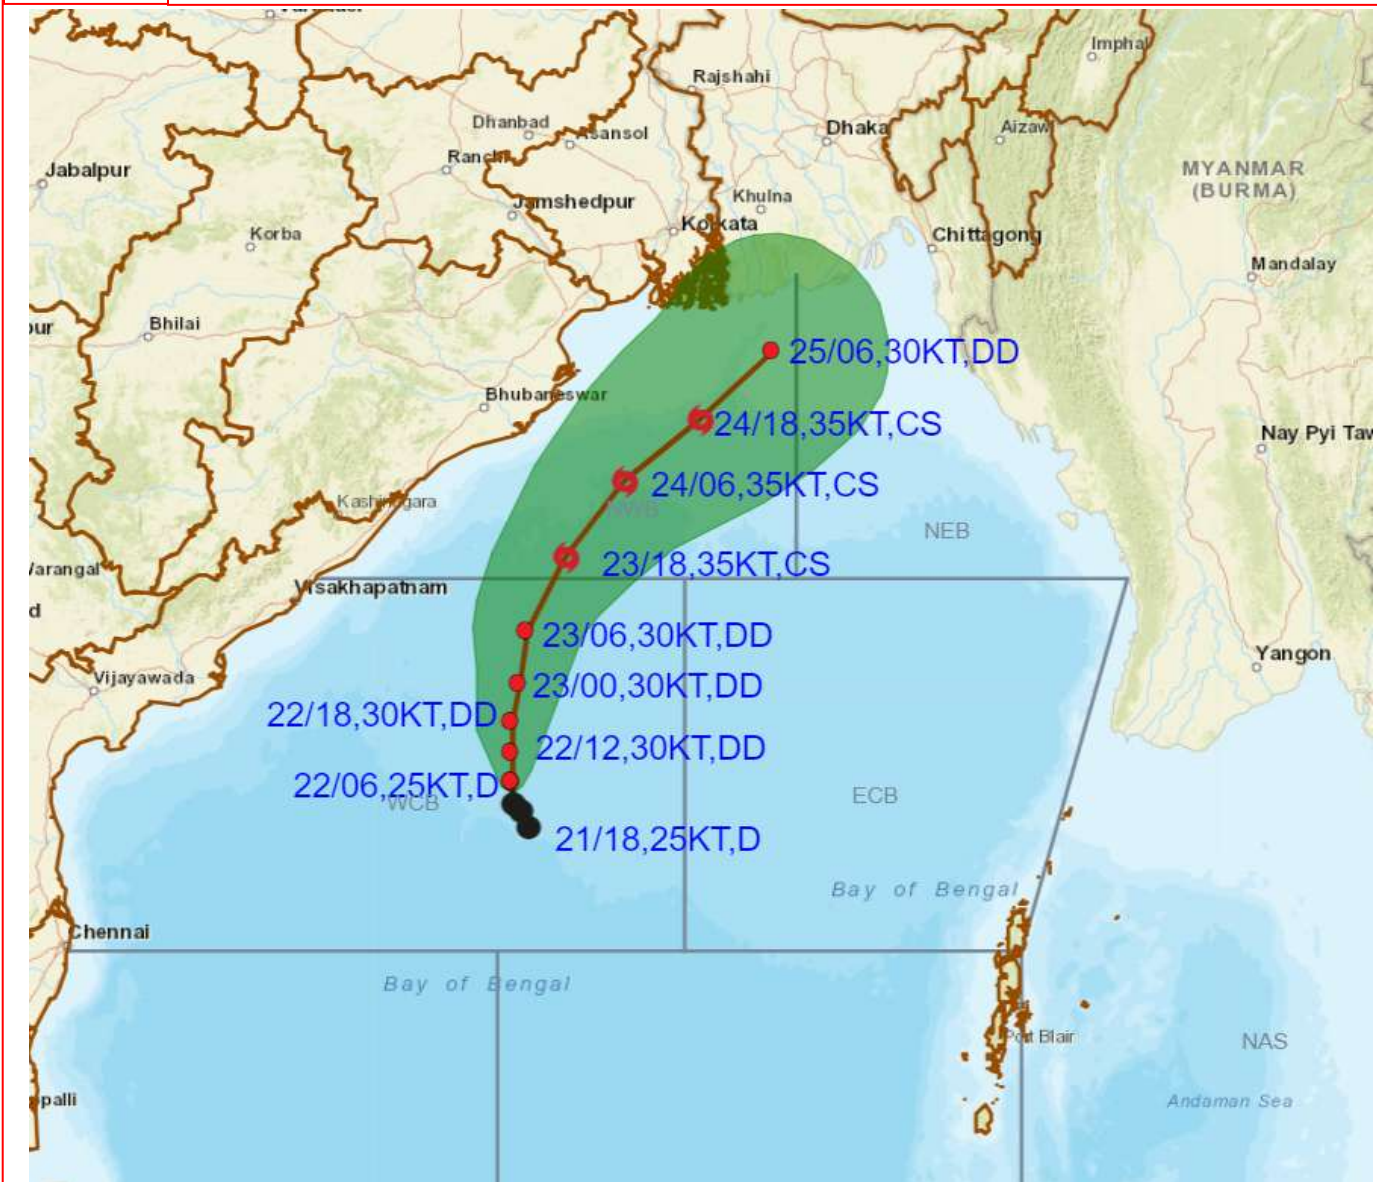 Imphal
Rajshahi
Dhanbad
Asansol
Dhaka
Aizawl
Ranchi
Jabalpur
MYANMAR
(BURMA)
Jamshedpur
Khulna
Kolkata
Korba
Chittagong
Mandalay
Bhilai
25/06,30KT,DD
Bhubaneswar
24/18,35KT,CS
Nay Pyi Taw
24/06,35KT,CS
NWB
NEB
23/18,35KT,CS
Warangal
Visakhapatnam
23/06,30KT,DD
Yangon
Vijayawada
23/00,30KT,DD
22/18,30KT,DD
22/12,30KT,DD
22/06,25KT,D
WCB
ECB
21/18,25KT,D
Bay of Bengal
Chennai
Bay of Bengal
Port Blair
NAS
Andaman Sea